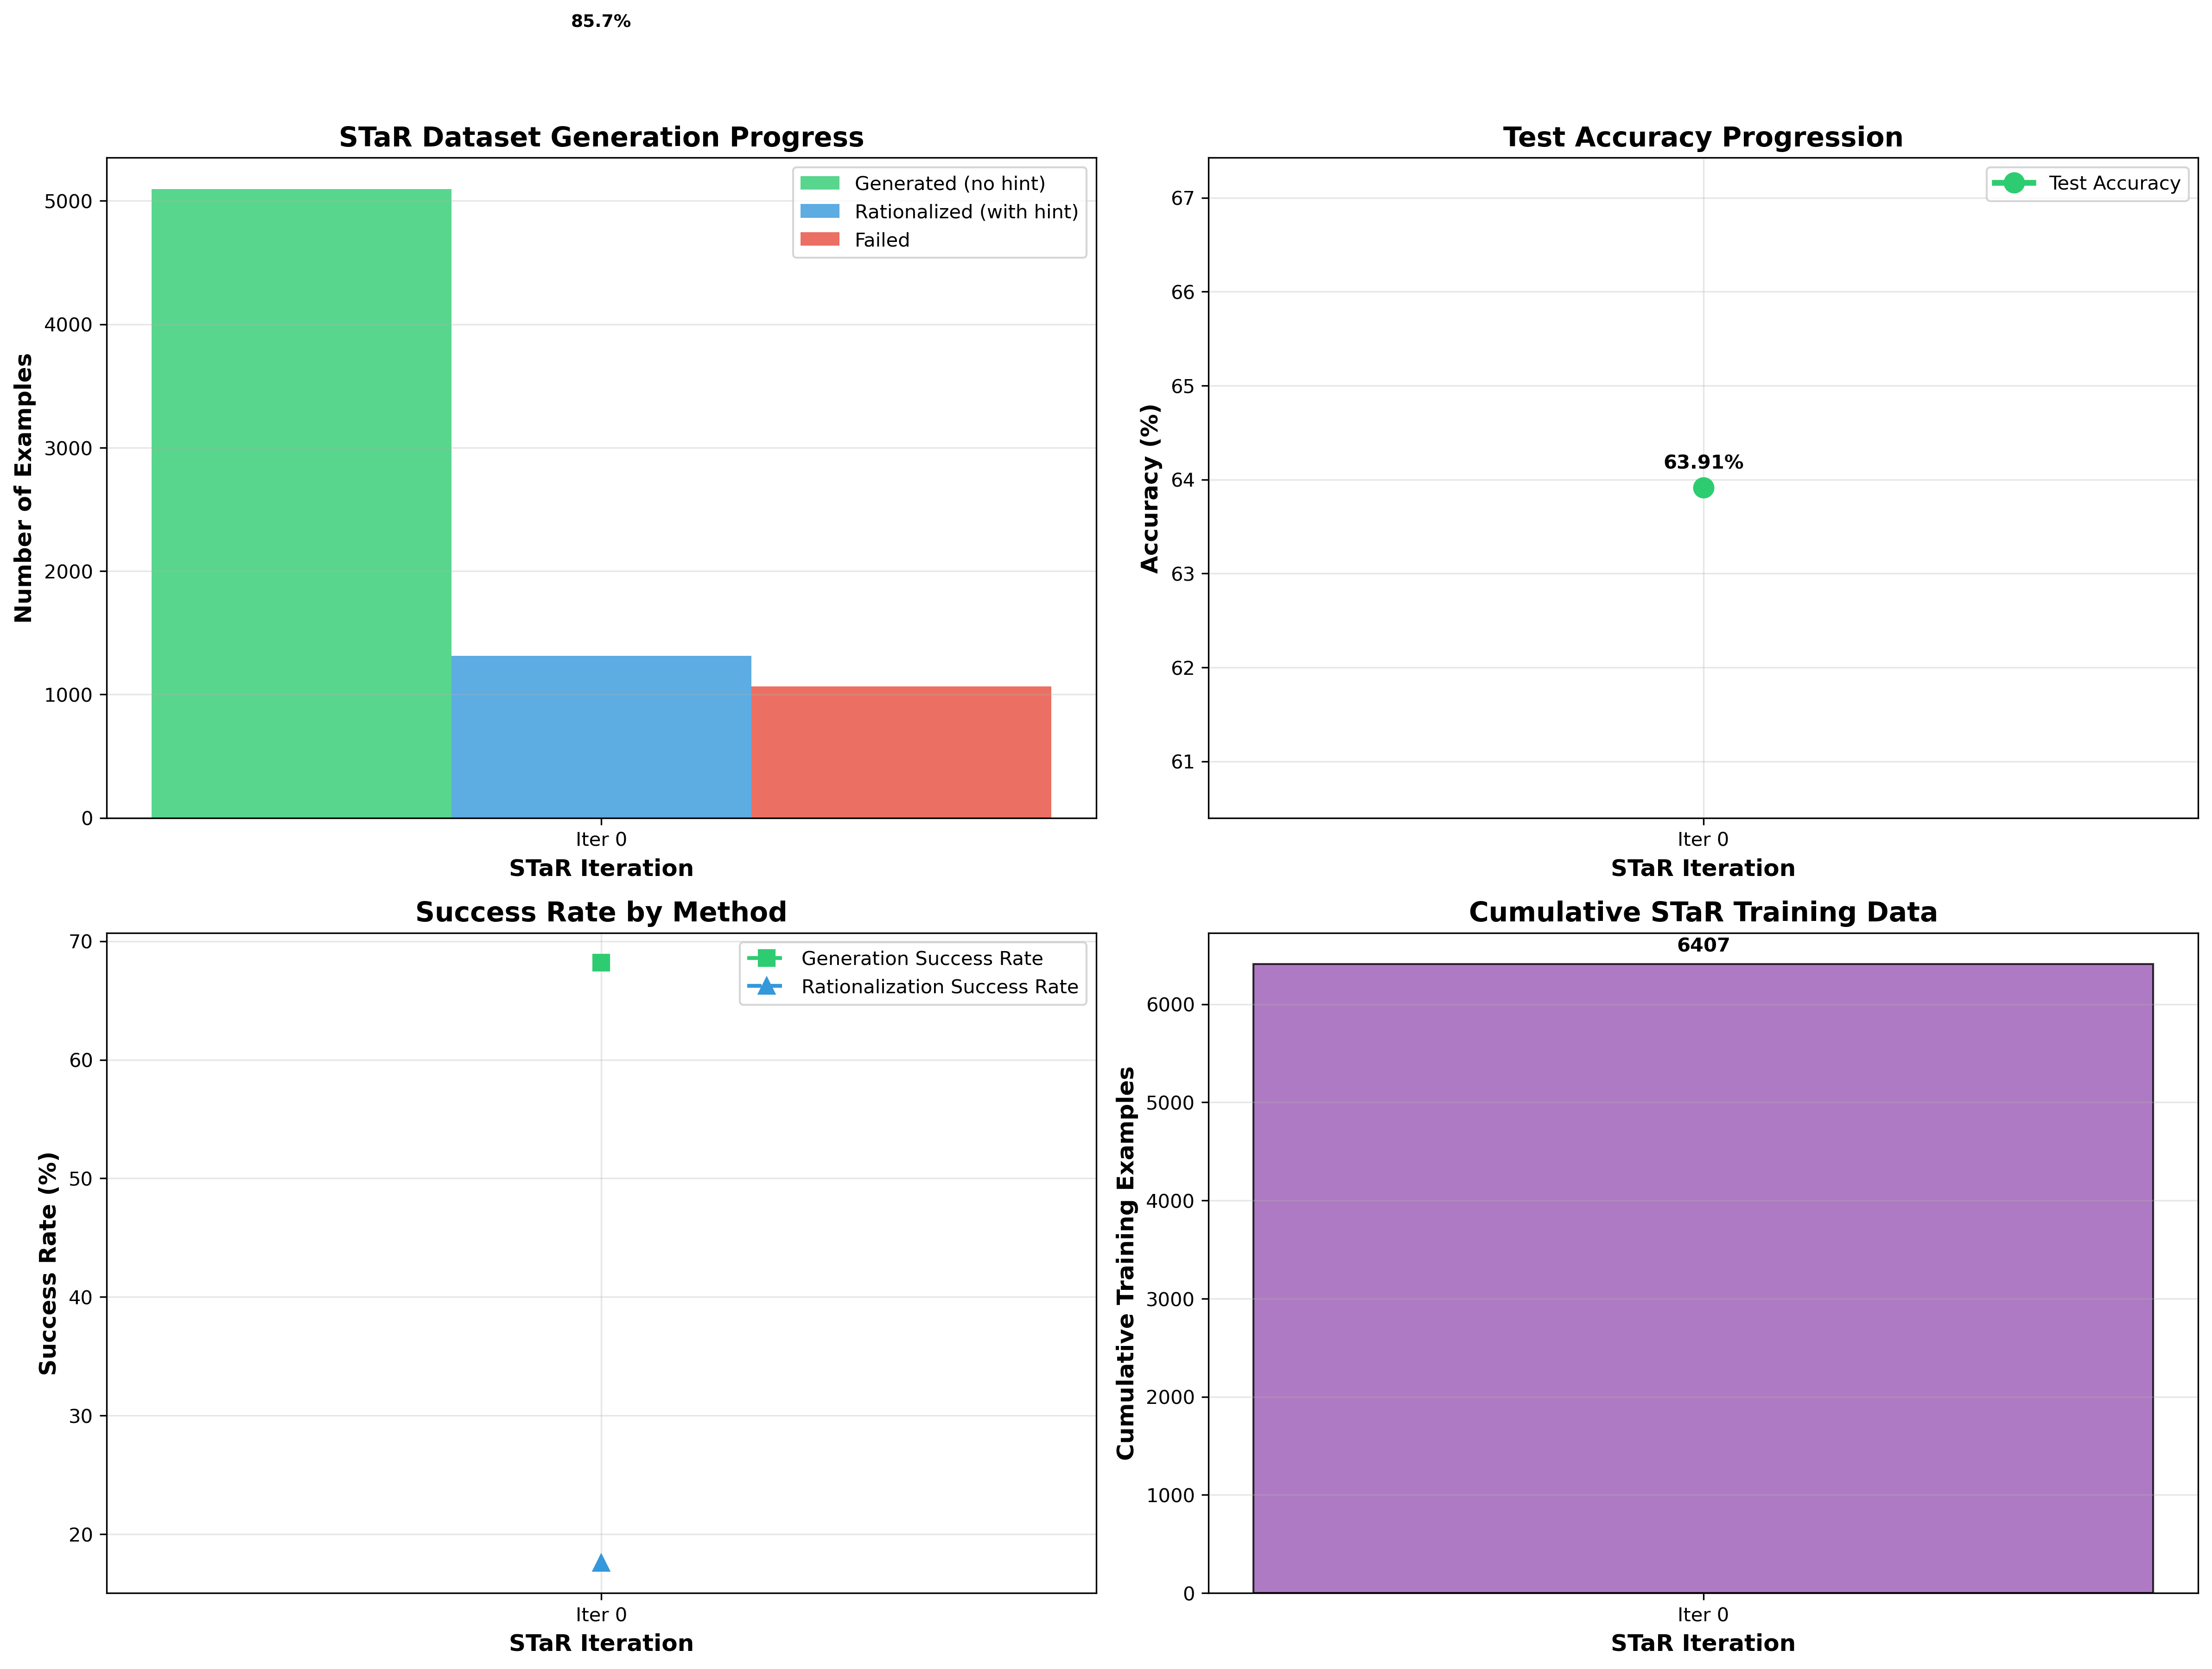 85.7%
STaR Dataset Generation Progress
Number of Examples
5000
4000
3000
2000
1000
0
Generated (no hint)
Rationalized (with hint)
Failed
Iter 0
STaR Iteration
Test Accuracy Progression
Accuracy (%)
67
66
65
64
63
62
61
Test Accuracy
63.91%
Iter 0
STaR Iteration
Success Rate by Method
Success Rate (%)
70
60
50
40
30
20
Generation Success Rate
Rationalization Success Rate
Iter 0
STaR Iteration
Cumulative STaR Training Data
Cumulative Training Examples
6407
6000
5000
4000
3000
2000
1000
0
Iter 0
STaR Iteration